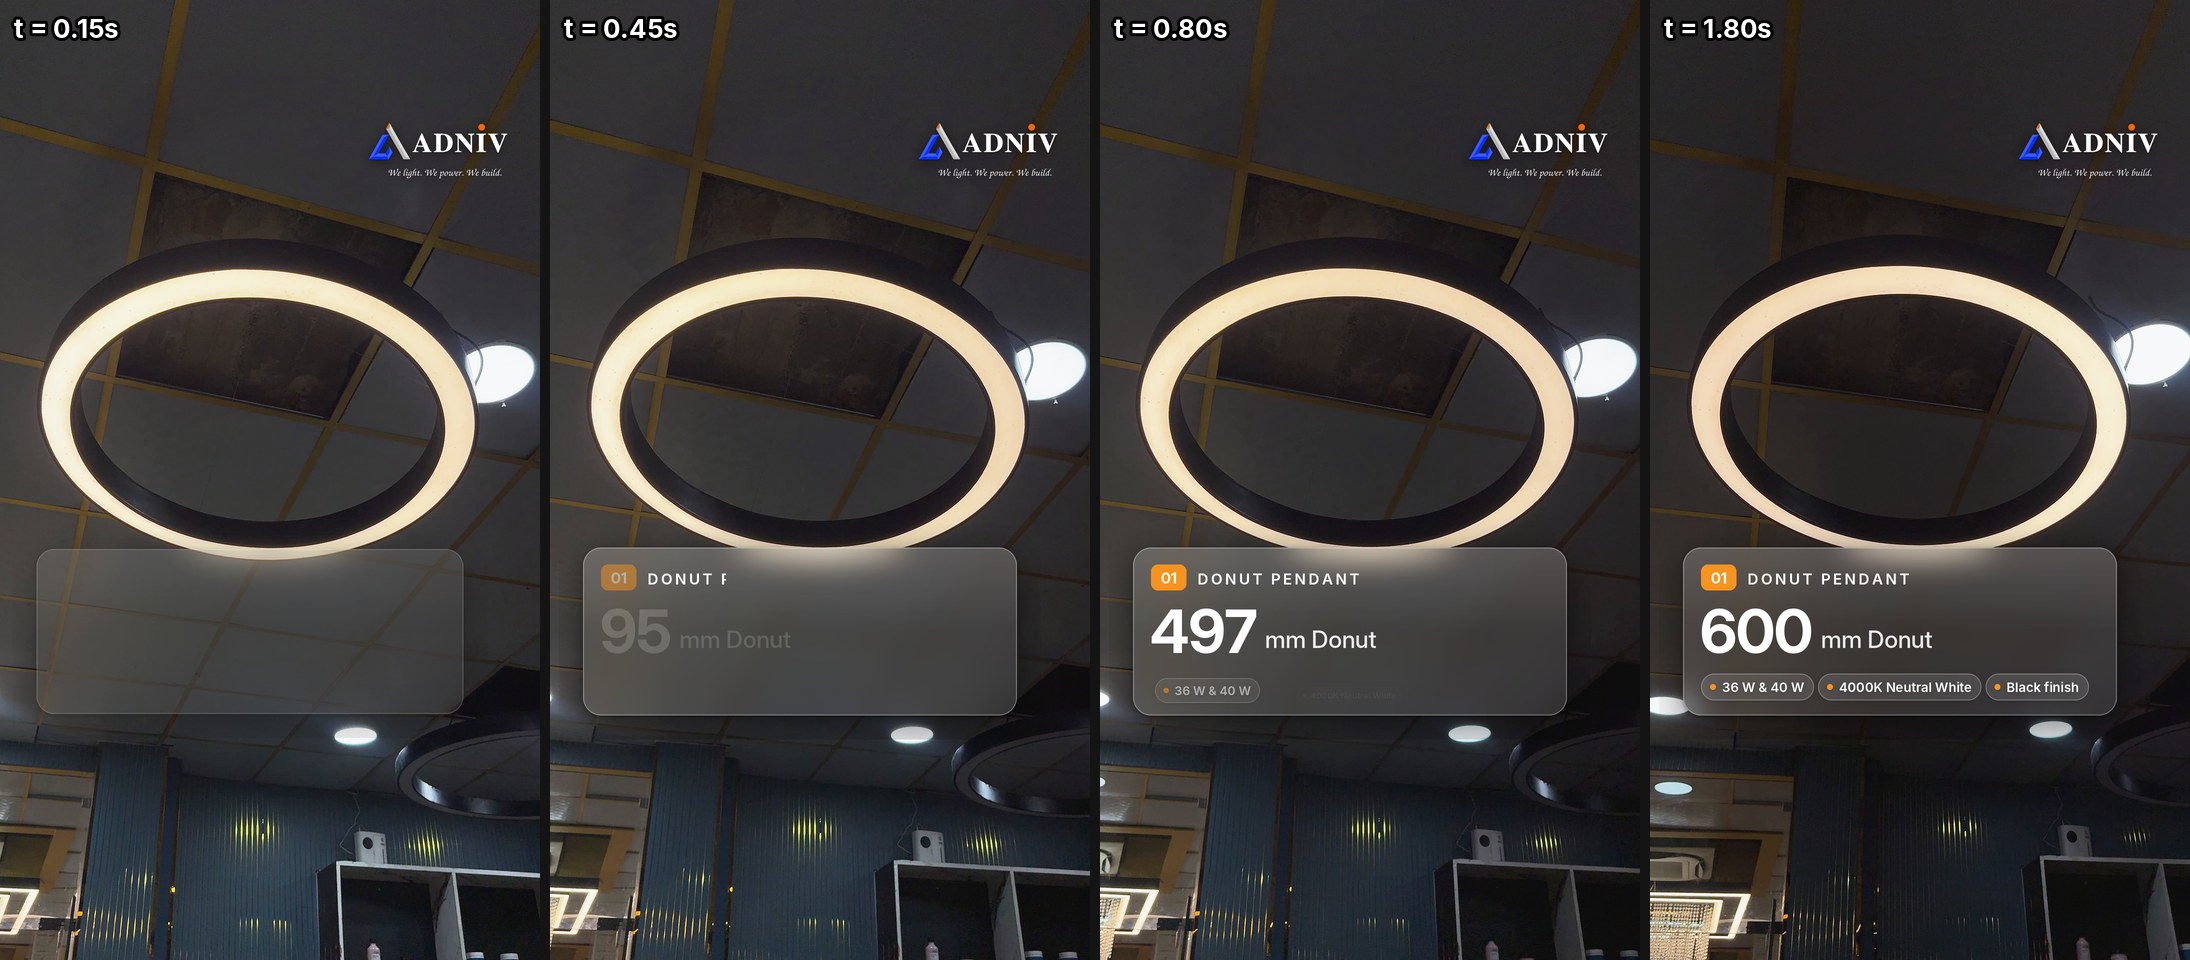 t = 0.15s
ADNIV
We light. We power. We build.
t = 0.45s
ADNIV
We light. We power. We build.
01 DONUT P
95 mm Donut
t = 0.80s
ADNIV
We light. We power. We build.
01 DONUT PENDANT
497 mm Donut
36 W & 40 W
t = 1.80s
ADNIV
We light. We power. We build.
01 DONUT PENDANT
600 mm Donut
36 W & 40 W 4000K Neutral White Black finish